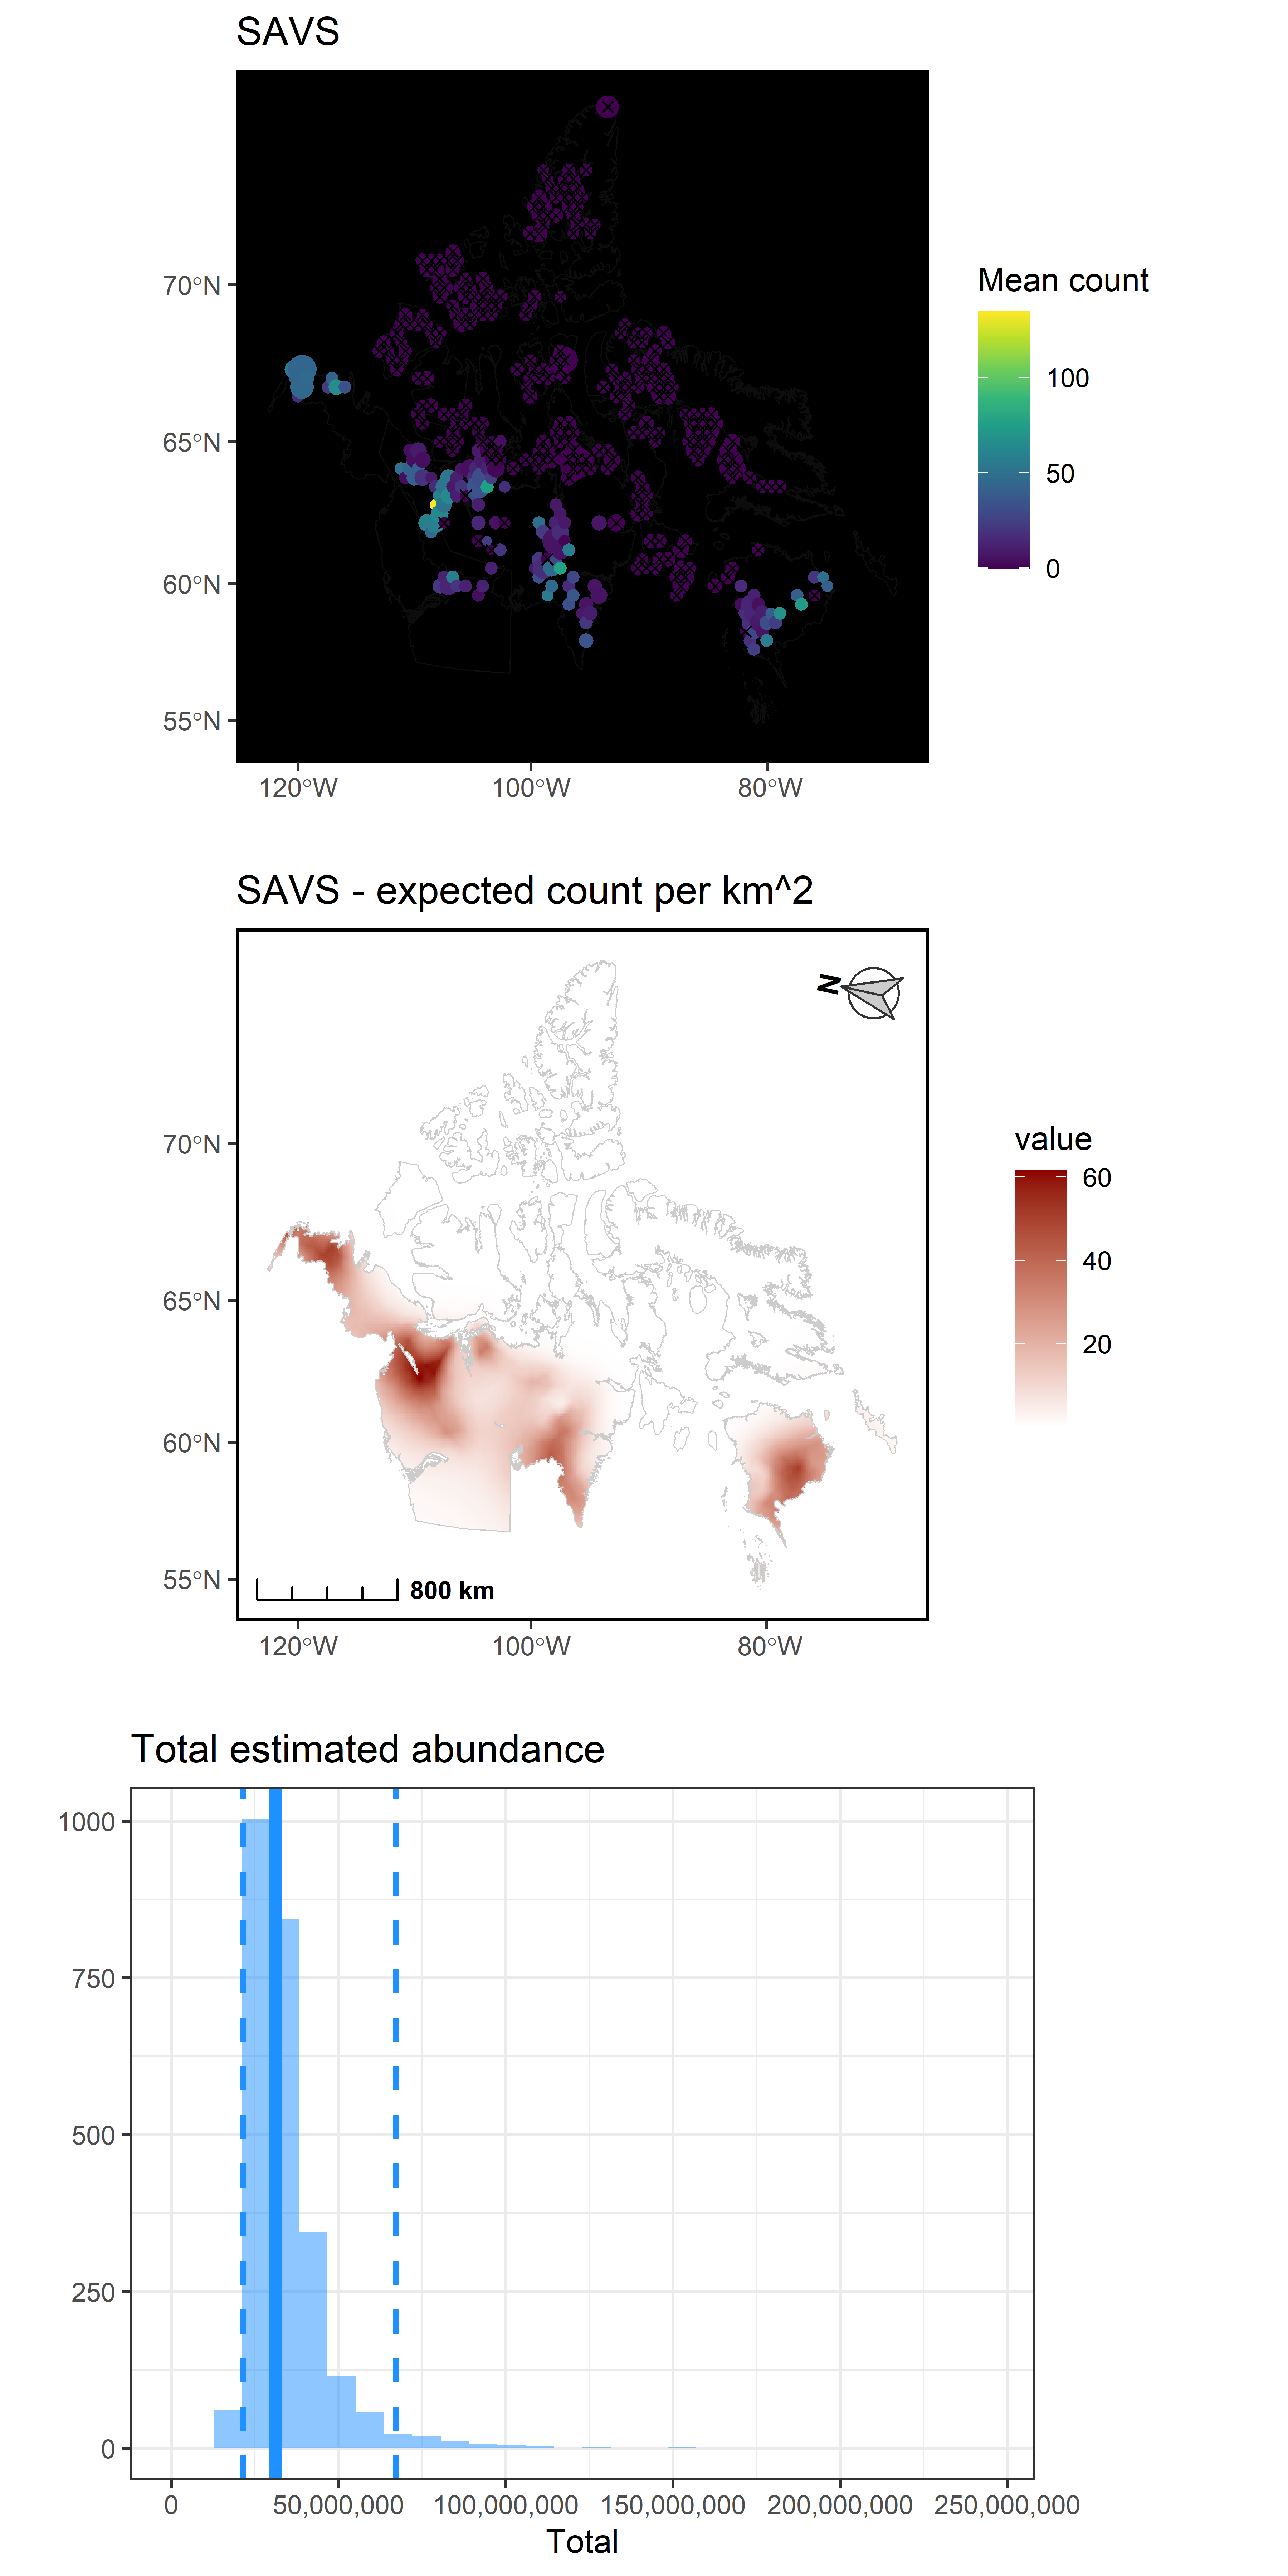 SAVS
70°N
65°N
60°N
55°N
120°W 100°W 80°W
Mean count
100
50
0
SAVS - expected count per km^2
N
70°N
65°N
60°N
55°N
800 km
120°W 100°W 80°W
value
60
40
20
Total estimated abundance
1000
750
500
250
0
0 50,000,000 100,000,000 150,000,000 200,000,000 250,000,000
Total